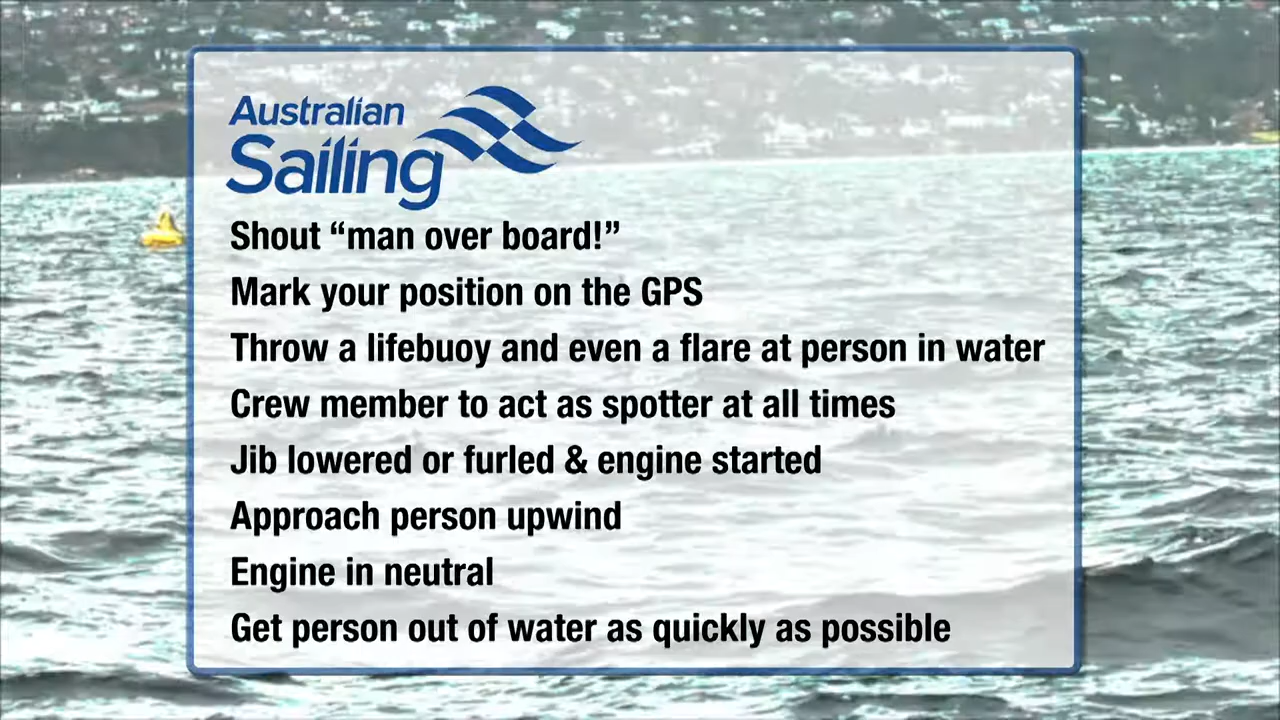 Australian
Sailing
Shout “man over board!”
Mark your position on the GPS
Throw a lifebuoy and even a flare at person in water
Crew member to act as spotter at all times
Jib lowered or furled & engine started
Approach person upwind
Engine in neutral
Get person out of water as quickly as possible